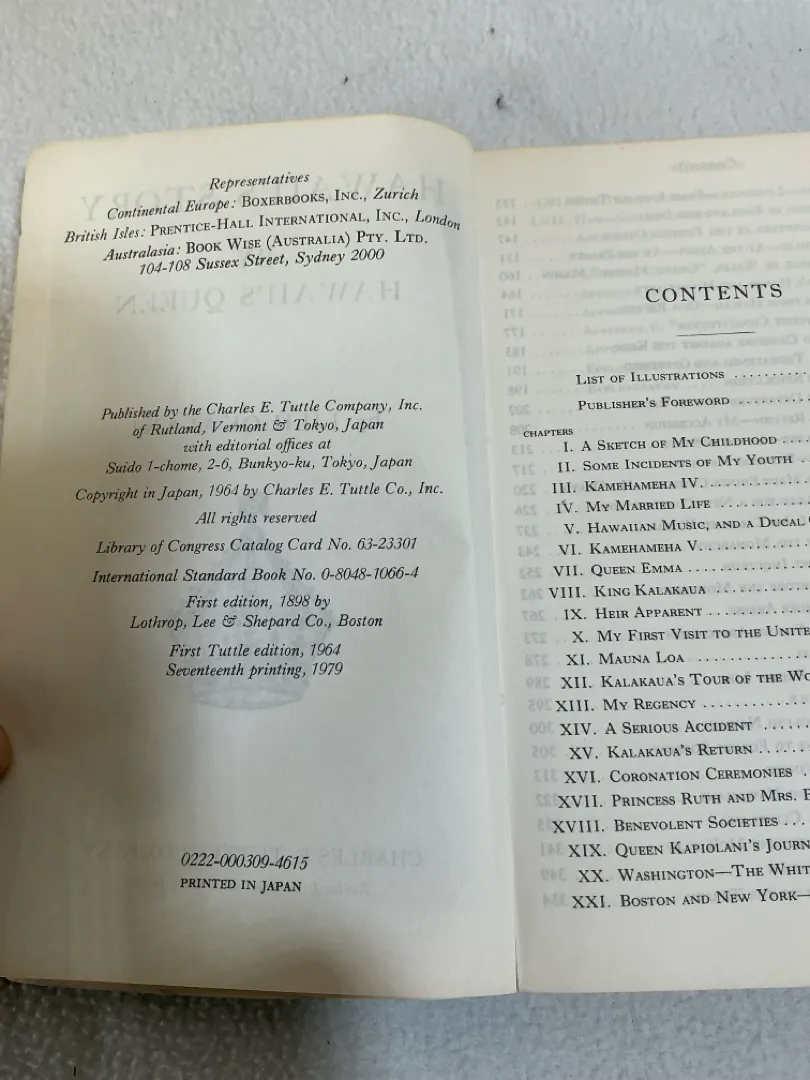 Representatives
Continental Europe: BOXERBOOKS, INC., Zurich
British Isles: PRENTICE-HALL INTERNATIONAL, INC., London
Australasia: BOOK WISE (AUSTRALIA) PTY. LTD.
104-108 Sussex Street, Sydney 2000
Published by the Charles E. Tuttle Company, Inc.
of Rutland, Vermont & Tokyo, Japan
with editorial offices at
Suido 1-chome, 2-6, Bunkyo-ku, Tokyo, Japan
Copyright in Japan, 1964 by Charles E. Tuttle Co., Inc.
All rights reserved
Library of Congress Catalog Card No. 63-23301
International Standard Book No. 0-8048-1066-4
First edition, 1898 by
Lothrop, Lee & Shepard Co., Boston
First Tuttle edition, 1964
Seventeenth printing, 1979
0222-000309-4615
PRINTED IN JAPAN
CONTENTS
LIST OF ILLUSTRATIONS ..........
PUBLISHER'S FOREWORD ..........
CHAPTERS
I. A SKETCH OF MY CHILDHOOD ....
II. SOME INCIDENTS OF MY YOUTH .
III. KAMEHAMEHA IV. ..............
IV. MY MARRIED LIFE ............
V. HAWAIIAN MUSIC, AND A DUCAL
VI. KAMEHAMEHA V. ..............
VII. QUEEN EMMA ................
VIII. KING KALAKAUA .............
IX. HEIR APPARENT ..............
X. MY FIRST VISIT TO THE UNITE
XI. MAUNA LOA ................
XII. KALAKAUA'S TOUR OF THE WO
XIII. MY REGENCY ...............
XIV. A SERIOUS ACCIDENT ......
XV. KALAKAUA'S RETURN .......
XVI. CORONATION CEREMONIES .
XVII. PRINCESS RUTH AND MRS. B
XVIII. BENEVOLENT SOCIETIES ...
XIX. QUEEN KAPIOLANI'S JOURN
XX. WASHINGTON—THE WHIT
XXI. BOSTON AND NEW YORK—